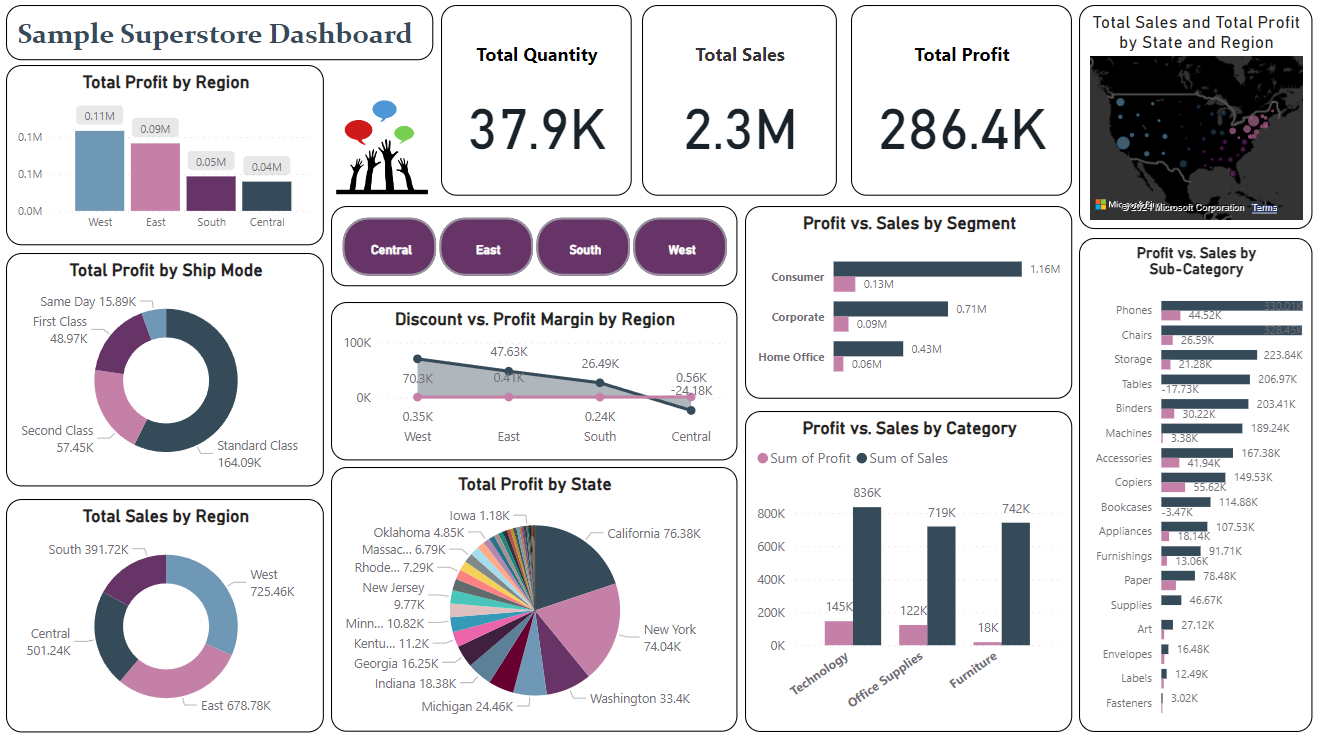 Sample Superstore Dashboard
Total Quantity
37.9K
Total Sales
2.3M
Total Profit
286.4K
Total Sales and Total Profit
by State and Region
© 2024 Microsoft Corporation
Terms
Total Profit by Region
0.1M
0.1M
0.0M
0.11M
0.09M
0.05M
0.04M
West
East
South
Central
Central
East
South
West
Total Profit by Ship Mode
Same Day 15.89K
First Class
48.97K
Second Class
57.45K
Standard Class
164.09K
Total Sales by Region
South 391.72K
West
725.46K
Central
501.24K
East 678.78K
Discount vs. Profit Margin by Region
100K
0K
70.3K
47.63K
26.49K
-24.18K
0.35K
0.41K
0.24K
0.56K
West
East
South
Central
Total Profit by State
Iowa 1.18K
Oklahoma 4.85K
Massac... 6.79K
Rhode... 7.29K
New Jersey
9.77K
Minn... 10.82K
Kentu... 11.2K
Georgia 16.25K
Indiana 18.38K
Michigan 24.46K
Washington 33.4K
New York
74.04K
California 76.38K
Profit vs. Sales by Segment
Consumer
1.16M
0.13M
Corporate
0.71M
0.09M
Home Office
0.43M
0.06M
Profit vs. Sales by Category
Sum of Profit
Sum of Sales
800K
600K
400K
200K
0K
145K
836K
122K
719K
18K
742K
Technology
Office Supplies
Furniture
Profit vs. Sales by
Sub-Category
Phones
330.01K
44.52K
Chairs
328.45K
26.59K
Storage
223.84K
21.28K
Tables
206.97K
-17.73K
Binders
203.41K
30.22K
Machines
189.24K
3.38K
Accessories
167.38K
41.94K
Copiers
149.53K
55.62K
Bookcases
114.88K
-3.47K
Appliances
107.53K
18.14K
Furnishings
91.71K
13.06K
Paper
78.48K
Supplies
46.67K
Art
27.12K
Envelopes
16.48K
Labels
12.49K
Fasteners
3.02K